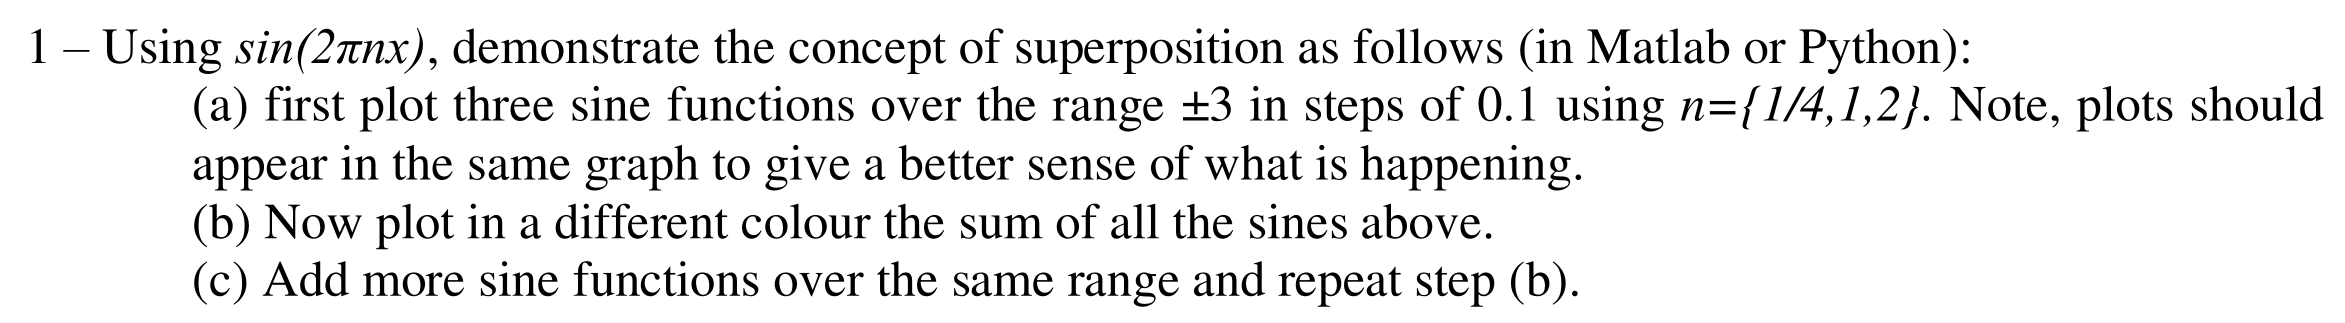 1 – Using sin(2πnx), demonstrate the concept of superposition as follows (in Matlab or Python):
(a) first plot three sine functions over the range ±3 in steps of 0.1 using n={1/4,1,2}. Note, plots should
appear in the same graph to give a better sense of what is happening.
(b) Now plot in a different colour the sum of all the sines above.
(c) Add more sine functions over the same range and repeat step (b).